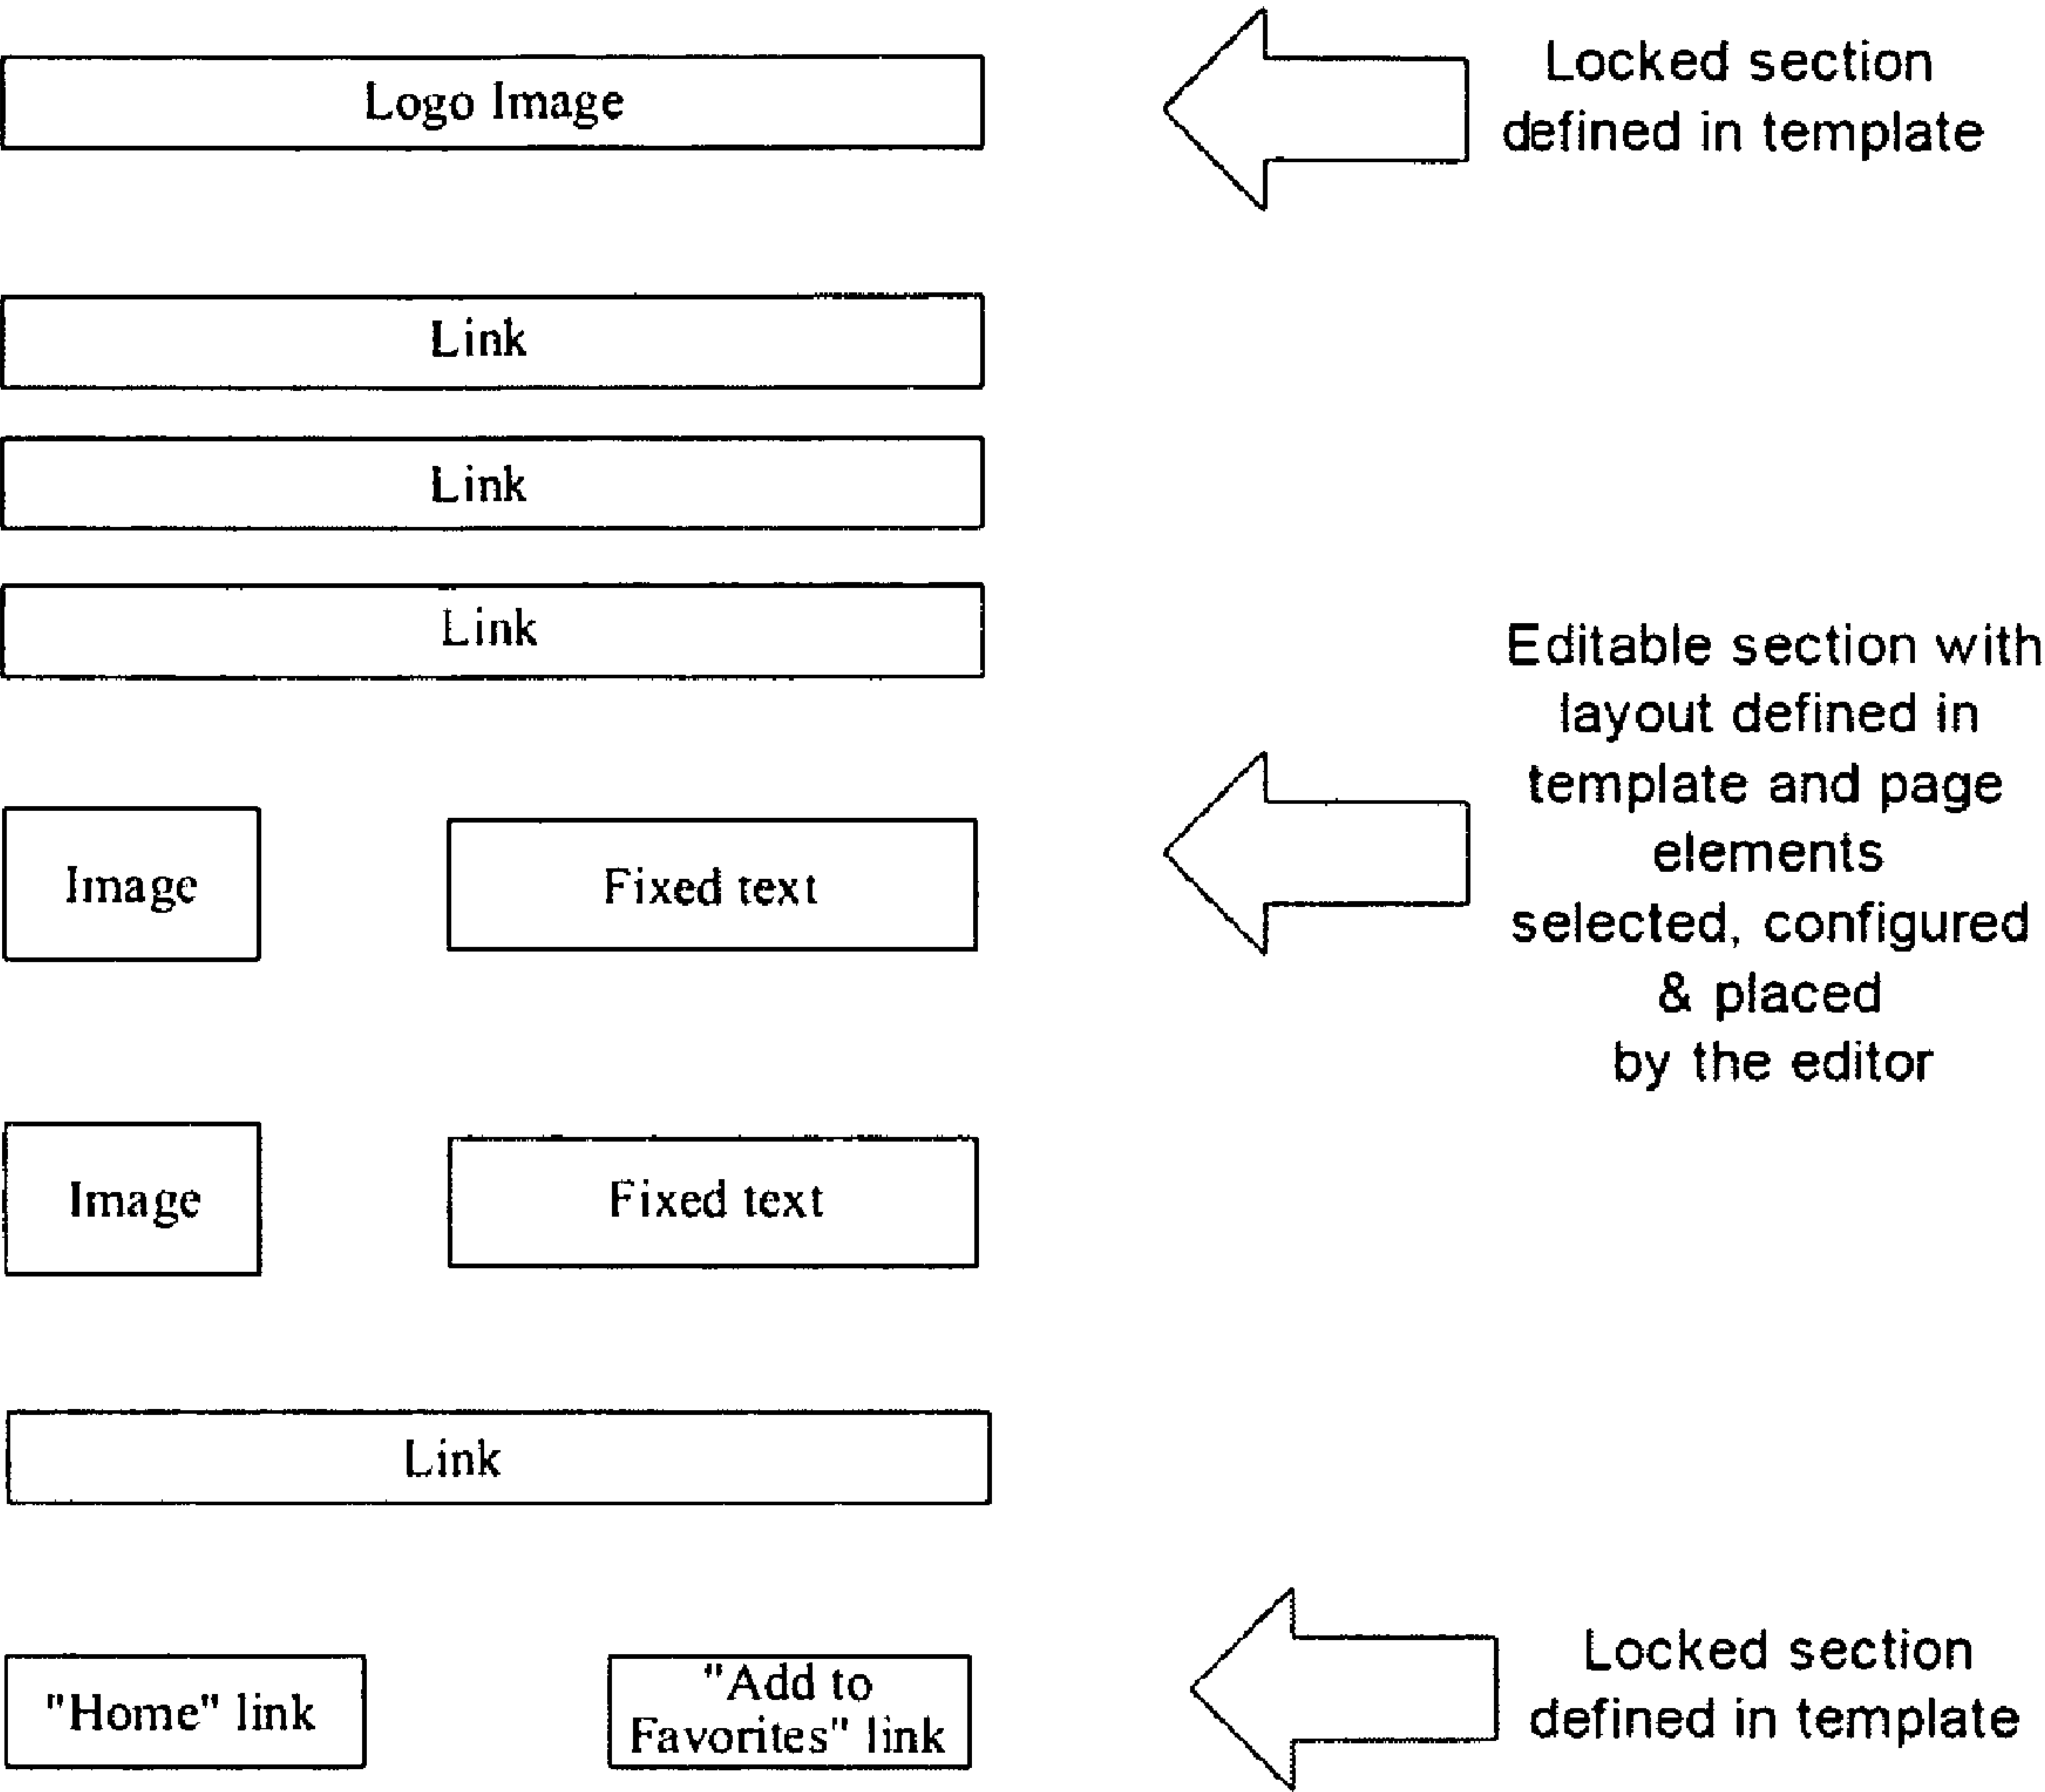 Logo Image
Locked section
defined in template
Link
Link
Link
Editable section with
layout defined in
template and page
elements
selected, configured
& placed
by the editor
Image
Fixed text
Image
Fixed text
Link
"Home" link
"Add to
Favorites" link
Locked section
defined in template